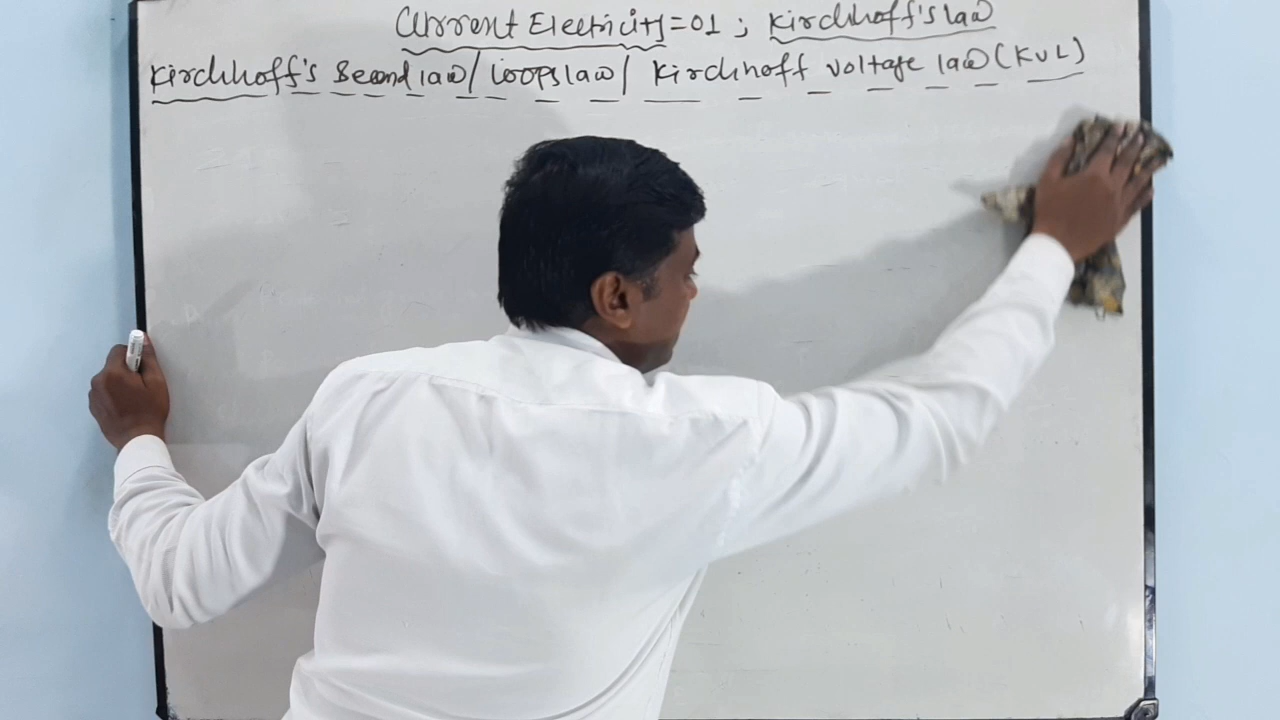 Current Electricity=01 ; Kirchhoff's law
Kirchhoff's Second law/ Loops law/ Kirchhoff voltage law (KVL)